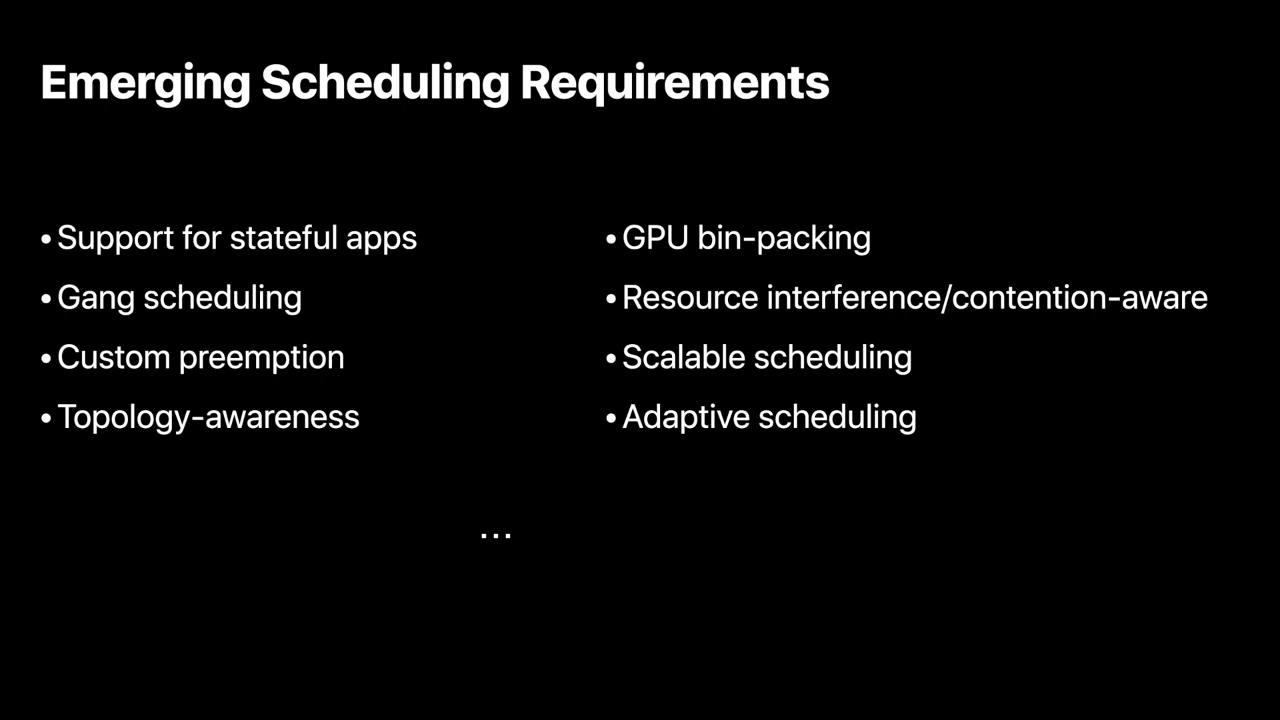 Emerging Scheduling Requirements
• Support for stateful apps
• Gang scheduling
• Custom preemption
• Topology-awareness
• GPU bin-packing
• Resource interference/contention-aware
• Scalable scheduling
• Adaptive scheduling
...